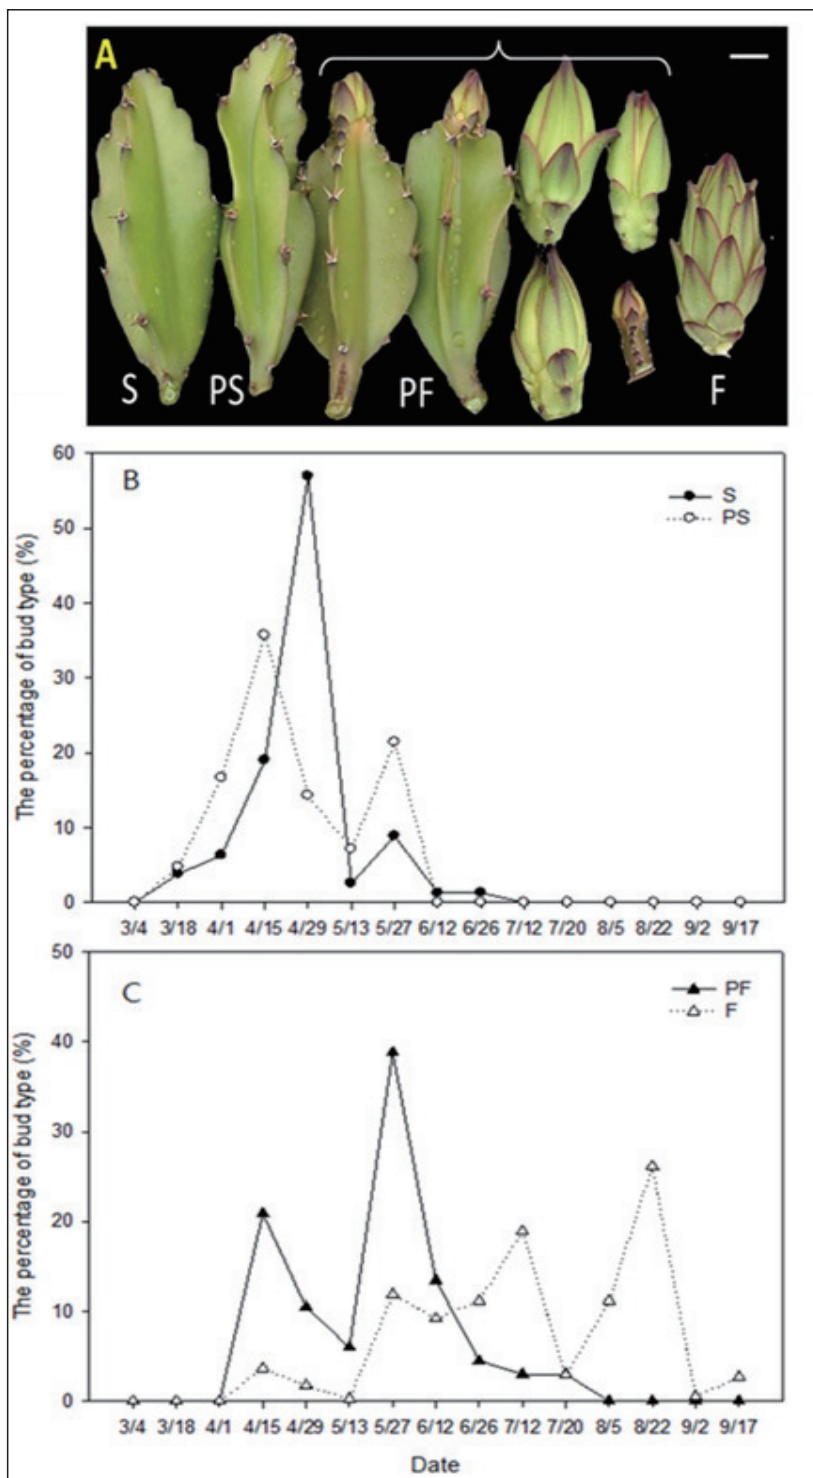 A
S
PS
PF
F
B
S
PS
The percentage of bud type (%)
60
50
40
30
20
10
0
3/4 3/18 4/1 4/15 4/29 5/13 5/27 6/12 6/26 7/12 7/20 8/5 8/22 9/2 9/17
C
PF
F
The percentage of bud type (%)
50
40
30
20
10
0
3/4 3/18 4/1 4/15 4/29 5/13 5/27 6/12 6/26 7/12 7/20 8/5 8/22 9/2 9/17
Date